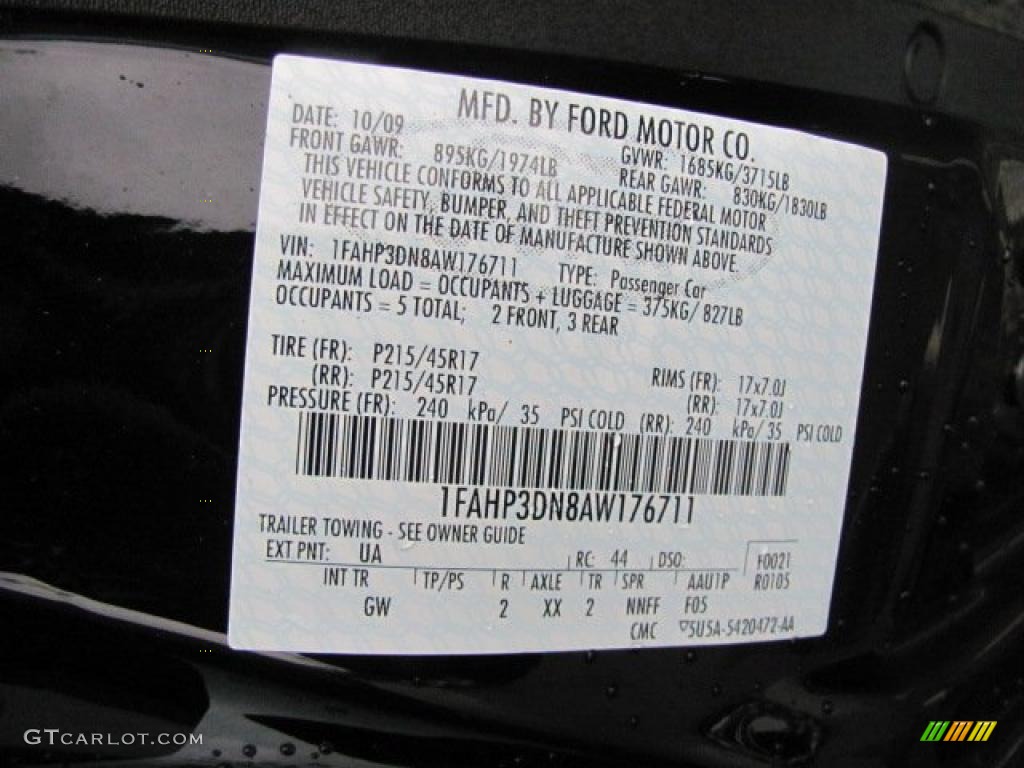 MFD. BY FORD MOTOR CO.
DATE: 10/09 GVWR: 1685KG/3715LB
FRONT GAWR: 895KG/1974LB REAR GAWR: 830KG/1830LB
THIS VEHICLE CONFORMS TO ALL APPLICABLE FEDERAL MOTOR
VEHICLE SAFETY, BUMPER, AND THEFT PREVENTION STANDARDS
IN EFFECT ON THE DATE OF MANUFACTURE SHOWN ABOVE.
VIN: 1FAHP3DN8AW176711 TYPE: Passenger Car
MAXIMUM LOAD = OCCUPANTS + LUGGAGE = 375KG/827LB
OCCUPANTS = 5 TOTAL; 2 FRONT, 3 REAR
TIRE (FR): P215/45R17 RIMS (FR): 17x7.0J
(RR): P215/45R17 (RR): 17x7.0J
PRESSURE (FR): 240 kPa/ 35 PSI COLD (RR): 240 kPa/ 35 PSI COLD
1FAHP3DN8AW176711
TRAILER TOWING - SEE OWNER GUIDE
EXT PNT: UA RC: 44 DSO: F0021
INT TR TP/PS R AXLE TR SPR AAU1P R0105
GW 2 XX 2 NNFF F05
CMC 5U5A-5420472-AA
GTCARLOT.COM